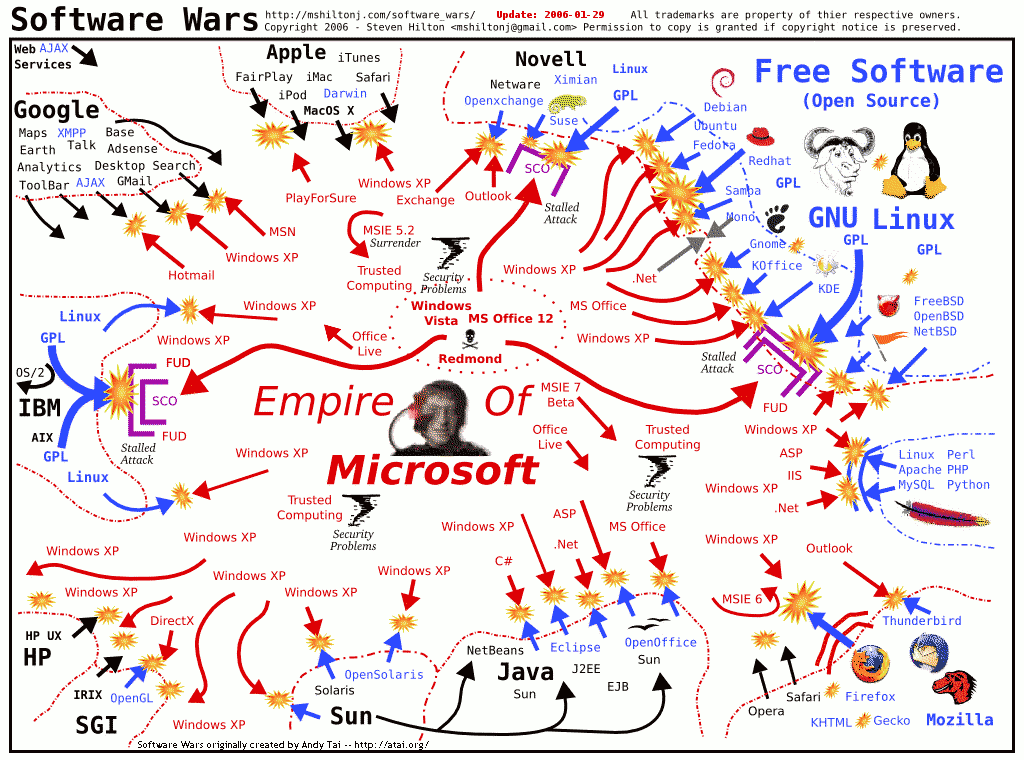 Software Wars
http://mshiltonj.com/software_wars/ Update: 2006-01-29 All trademarks are property of thier respective owners.
Copyright 2006 - Steven Hilton <mshiltonj@gmail.com> Permission to copy is granted if copyright notice is preserved.
Web AJAX
Services
Google
Maps XMPP Base
Earth Talk Adsense
Analytics Desktop Search
ToolBar AJAX GMail
Apple iTunes
FairPlay iMac Safari
iPod Darwin
MacOS X
Novell
Netware Ximian Linux
Openxchange GPL
Suse
SCO
Stalled
Attack
Free Software
(Open Source)
Debian
Ubuntu
Fedora
Redhat
GPL
Samba
Mono
GNU Linux
GPL
GPL
Gnome
KOffice
KDE
FreeBSD
OpenBSD
NetBSD
PlayForSure
Windows XP
Exchange Outlook
MSN
Windows XP
Hotmail
MSIE 5.2
Surrender
Trusted
Computing
Security
Problems
Windows XP
.Net
MS Office
Windows XP
Windows
Vista MS Office 12
Redmond
Linux
GPL
OS/2
IBM
AIX
GPL
Linux
Windows XP
Windows XP
Office
Live
FUD
SCO
FUD
Stalled
Attack
Stalled
Attack
SCO
FUD
Empire Of
Microsoft
MSIE 7
Beta
Office
Live
Trusted
Computing
Security
Problems
Windows XP
ASP
IIS
Windows XP
.Net
Linux Perl
Apache PHP
MySQL Python
Windows XP
Trusted
Computing
Security
Problems
Windows XP
ASP
MS Office
.Net
C#
Windows XP
Outlook
MSIE 6
Thunderbird
Windows XP
Windows XP
Windows XP
Windows XP
Windows XP
Windows XP
DirectX
HP UX
HP
IRIX
OpenGL
SGI
Windows XP
OpenSolaris
Solaris
Sun
NetBeans
Eclipse
Java
Sun
J2EE
EJB
OpenOffice
Sun
Opera
Safari
Firefox
KHTML Gecko Mozilla
Software Wars originally created by Andy Tai -- http://atai.org/